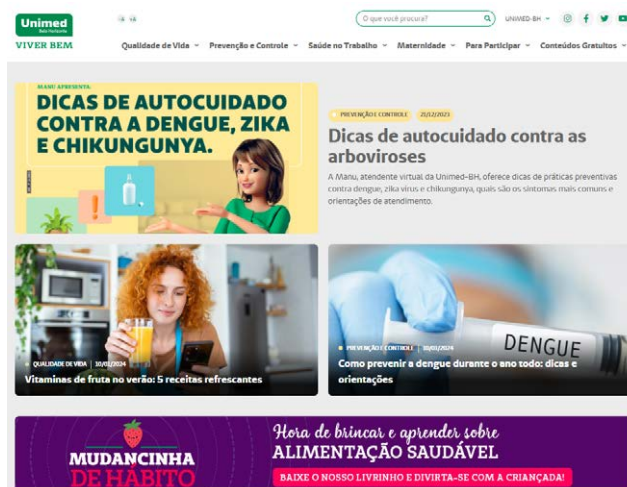 Unimed
Belo Horizonte
VIVER BEM
O que você procura?
UNIMED-BH
Qualidade de Vida
Prevenção e Controle
Saúde no Trabalho
Maternidade
Para Participar
Conteúdos Gratuitos
MANU APRESENTA:
DICAS DE AUTOCUIDADO
CONTRA A DENGUE, ZIKA
E CHIKUNGUNYA.
PREVENÇÃO E CONTROLE
21/12/2023
Dicas de autocuidado contra as
arboviroses
A Manu, atendente virtual da Unimed-BH, oferece dicas de práticas preventivas
contra dengue, zika vírus e chikungunya, quais são os sintomas mais comuns e
orientações de atendimento.
QUALIDADE DE VIDA | 10/01/2024
Vitaminas de fruta no verão: 5 receitas refrescantes
DENGUE
PREVENÇÃO E CONTROLE | 10/01/2024
Como prevenir a dengue durante o ano todo: dicas e
orientações
MUDANCINHA
DE HÁBITO
Hora de brincar e aprender sobre
ALIMENTAÇÃO SAUDÁVEL
BAIXE O NOSSO LIVRINHO E DIVIRTA-SE COM A CRIANÇADA!